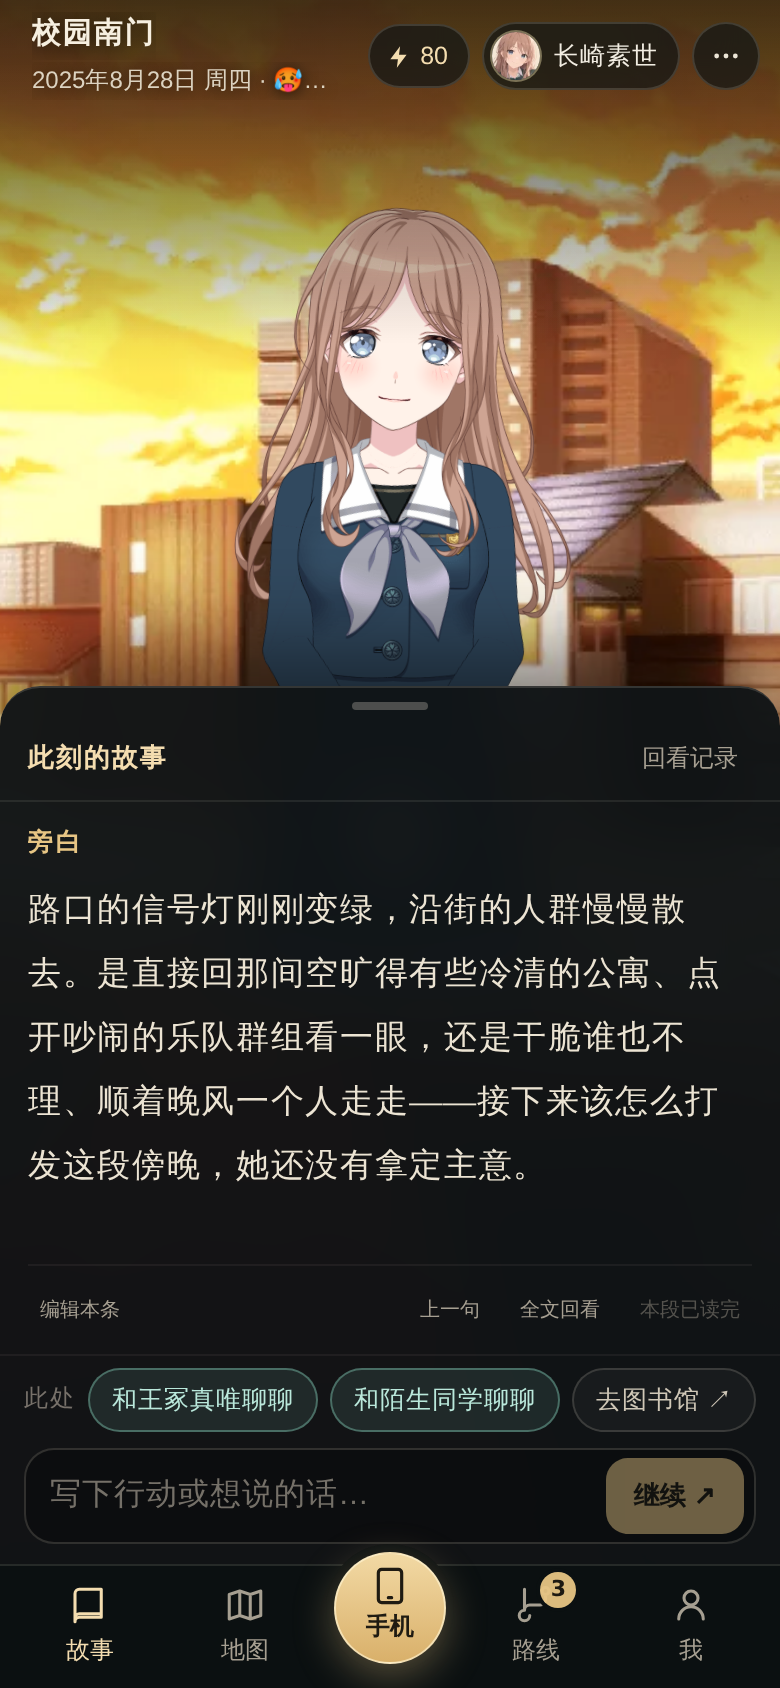 校园南门
2025年8月28日 周四 · 🥵...
80
长崎素世
此刻的故事
回看记录
旁白
路口的信号灯刚刚变绿，沿街的人群慢慢散
去。是直接回那间空旷得有些冷清的公寓、点
开吵闹的乐队群组看一眼，还是干脆谁也不
理、顺着晚风一个人走走——接下来该怎么打
发这段傍晚，她还没有拿定主意。
编辑本条
上一句
全文回看
本段已读完
此处
和王冢真唯聊聊
和陌生同学聊聊
去图书馆 ↗
写下行动或想说的话...
继续 ↗
故事
地图
手机
3
路线
我